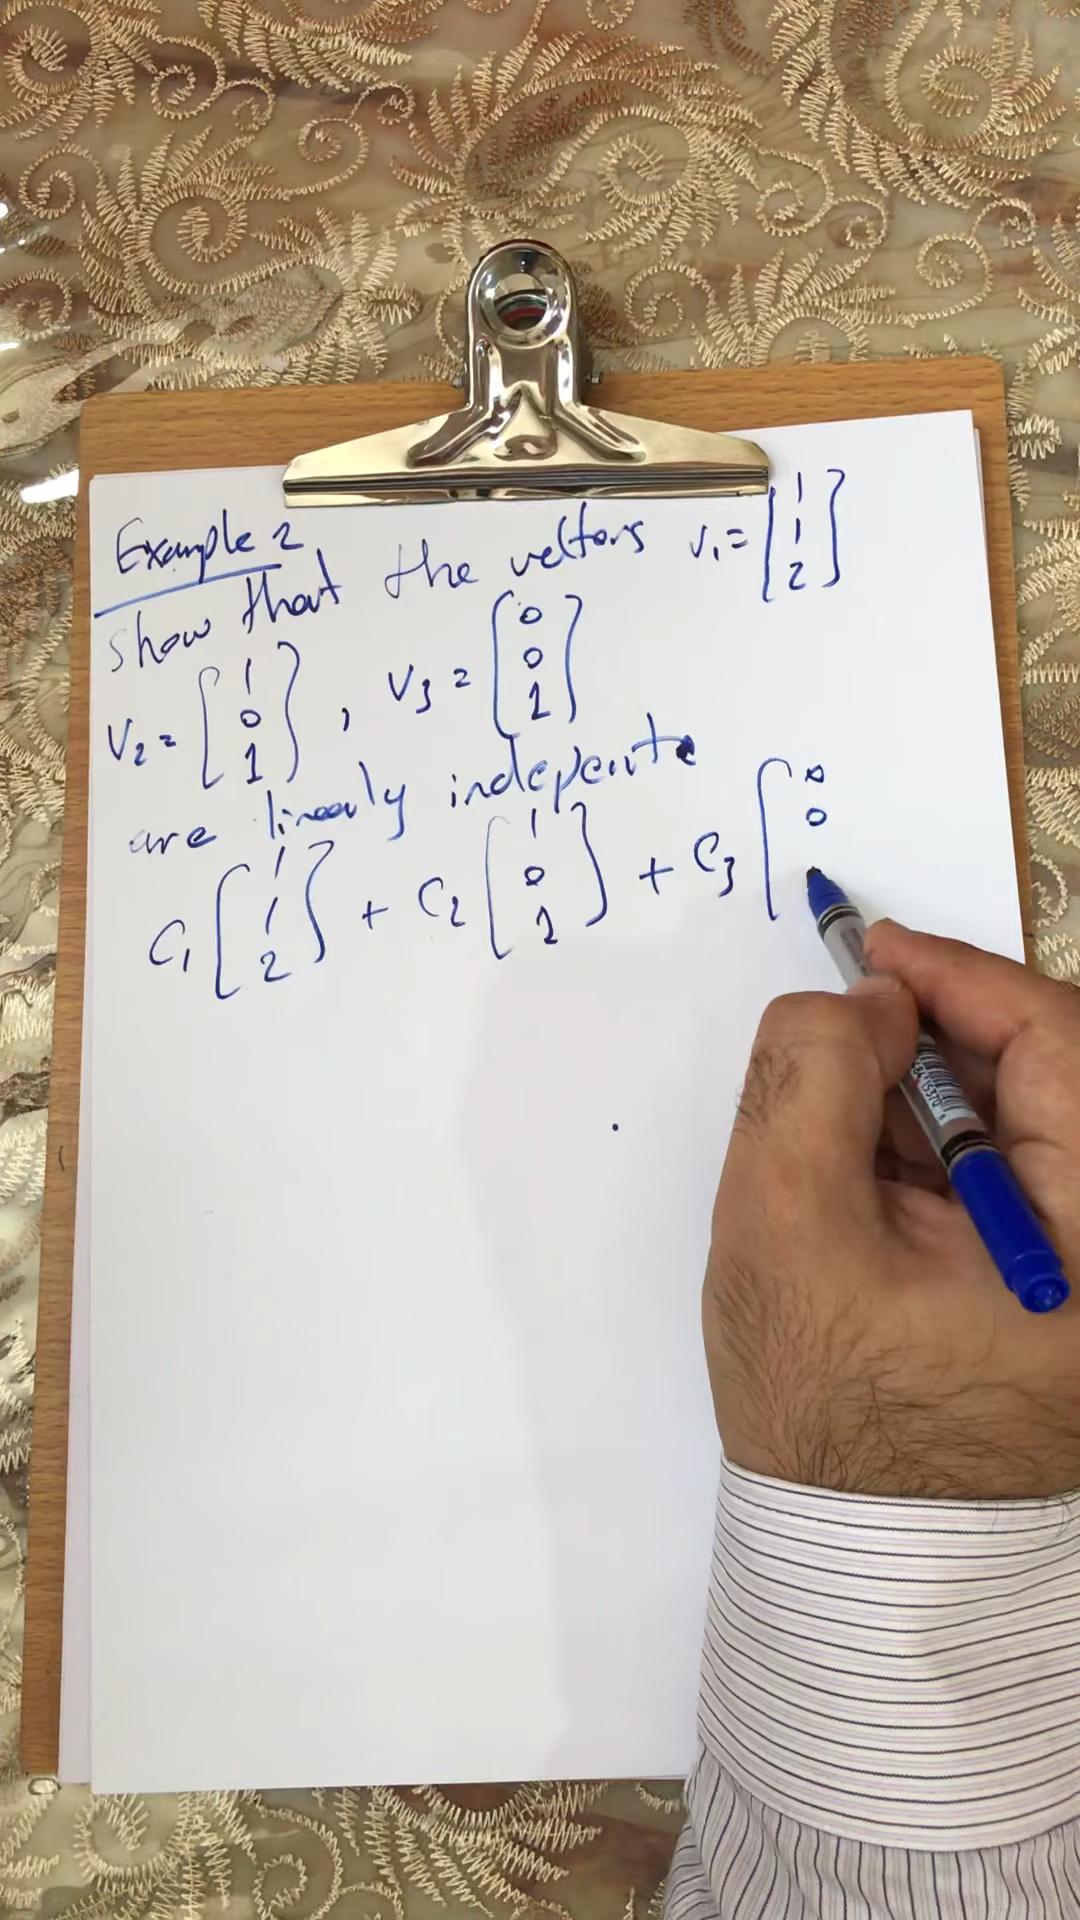 Example 2
show that the vectors v₁ = [1 1 2]
v₂ = [1 0 1] , v₃ = [0 0 1]
are linearly indepente
C₁ [1 1 2] + C₂ [1 0 1] + C₃ [0 0